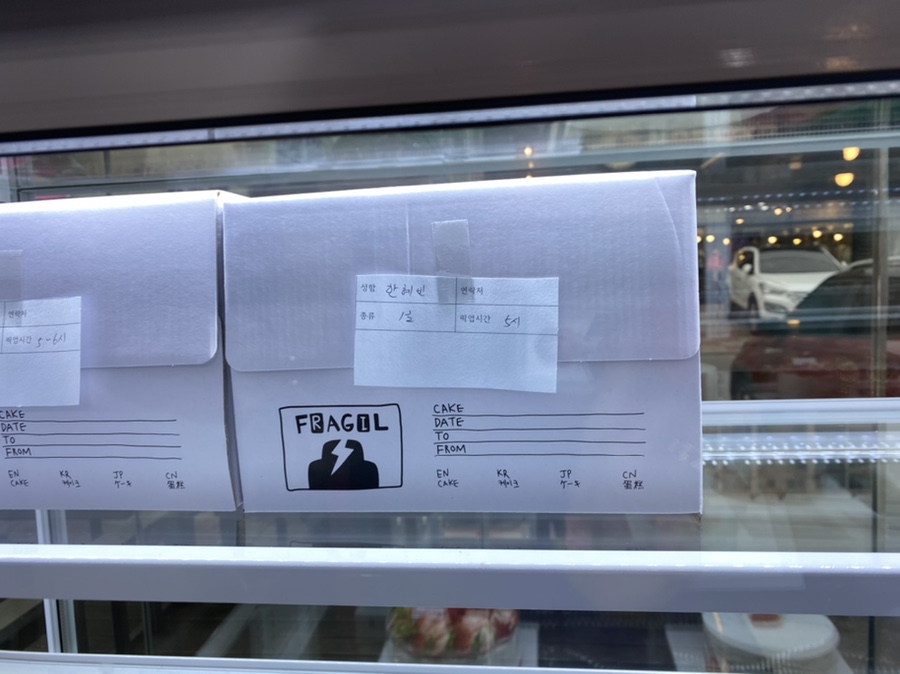 연락처
픽업시간 5-6시
CAKE
DATE
TO
FROM
EN KR JP CN
CAKE 케이크 ケーキ 蛋糕
성함 한혜인 연락처
종류 1호 픽업시간 5시
FRAGIL
CAKE
DATE
TO
FROM
EN KR JP CN
CAKE 케이크 ケーキ 蛋糕